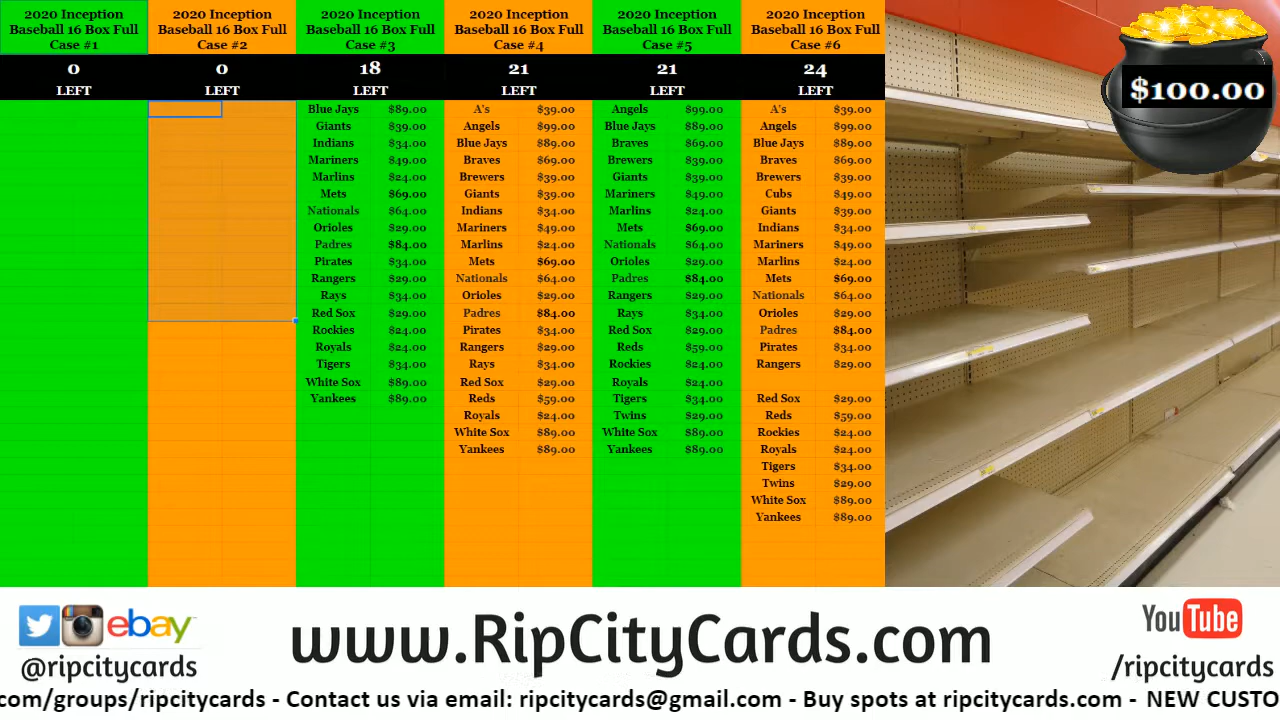 2020 Inception
Baseball 16 Box Full
Case #1
0
LEFT
2020 Inception
Baseball 16 Box Full
Case #2
0
LEFT
2020 Inception
Baseball 16 Box Full
Case #3
18
LEFT
Blue Jays $89.00
Giants $39.00
Indians $34.00
Mariners $49.00
Marlins $24.00
Mets $69.00
Nationals $64.00
Orioles $29.00
Padres $84.00
Pirates $34.00
Rangers $29.00
Rays $34.00
Red Sox $29.00
Rockies $24.00
Royals $24.00
Tigers $34.00
White Sox $89.00
Yankees $89.00
2020 Inception
Baseball 16 Box Full
Case #4
21
LEFT
A's $39.00
Angels $99.00
Blue Jays $89.00
Braves $69.00
Brewers $39.00
Giants $39.00
Indians $34.00
Mariners $49.00
Marlins $24.00
Mets $69.00
Nationals $64.00
Orioles $29.00
Padres $84.00
Pirates $34.00
Rangers $29.00
Rays $34.00
Red Sox $29.00
Reds $59.00
Royals $24.00
White Sox $89.00
Yankees $89.00
2020 Inception
Baseball 16 Box Full
Case #5
21
LEFT
Angels $99.00
Blue Jays $89.00
Braves $69.00
Brewers $39.00
Giants $39.00
Mariners $49.00
Marlins $24.00
Mets $69.00
Nationals $64.00
Orioles $29.00
Padres $84.00
Rangers $29.00
Rays $34.00
Red Sox $29.00
Reds $59.00
Rockies $24.00
Royals $24.00
Tigers $34.00
Twins $29.00
White Sox $89.00
Yankees $89.00
2020 Inception
Baseball 16 Box Full
Case #6
24
LEFT
A's $39.00
Angels $99.00
Blue Jays $89.00
Braves $69.00
Brewers $39.00
Cubs $49.00
Giants $39.00
Indians $34.00
Mariners $49.00
Marlins $24.00
Mets $69.00
Nationals $64.00
Orioles $29.00
Padres $84.00
Pirates $34.00
Rangers $29.00
Red Sox $29.00
Reds $59.00
Rockies $24.00
Royals $24.00
Tigers $34.00
Twins $29.00
White Sox $89.00
Yankees $89.00
$100.00
ebay
@ripcitycards
www.RipCityCards.com
YouTube
/ripcitycards
com/groups/ripcitycards - Contact us via email: ripcitycards@gmail.com - Buy spots at ripcitycards.com - NEW CUSTO